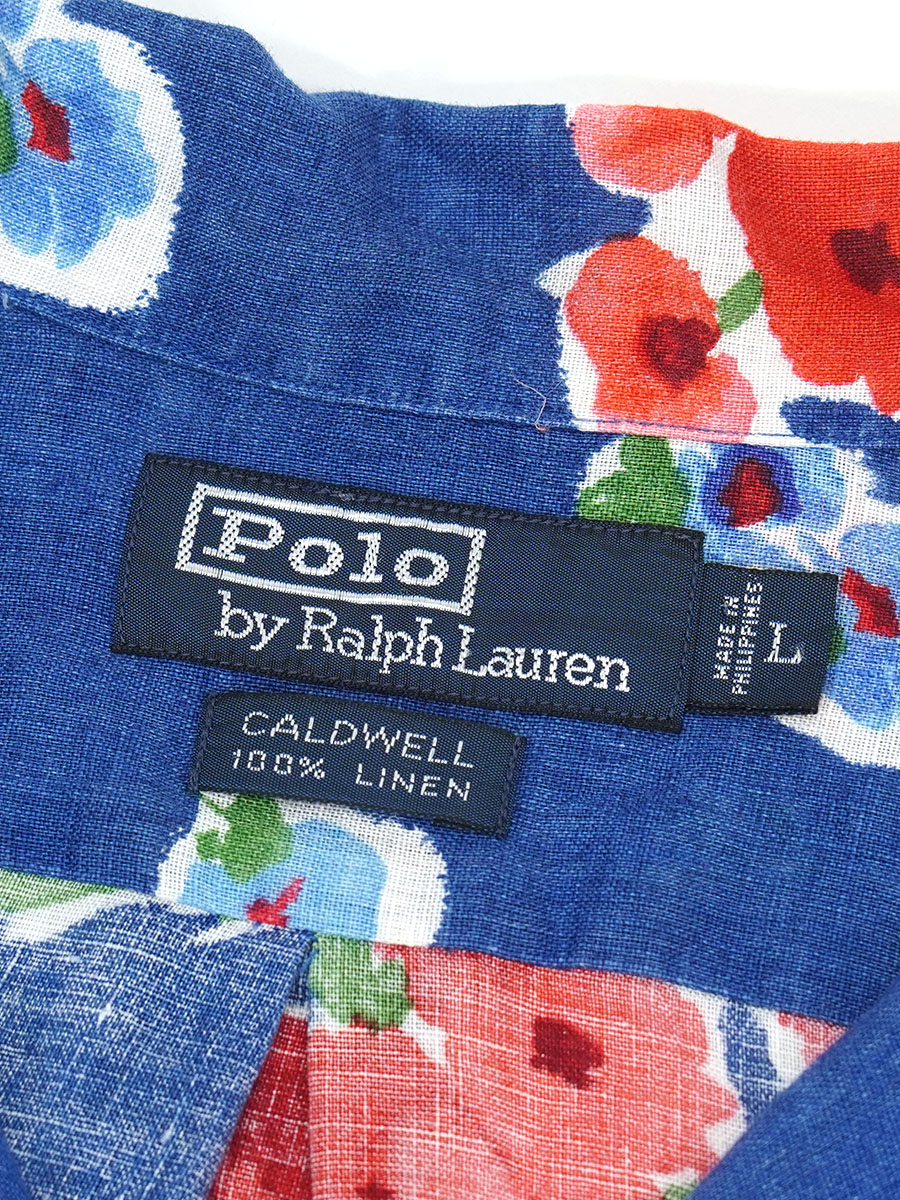 Polo
by Ralph Lauren
MADE IN
PHILIPPINES
L
CALDWELL
100% LINEN